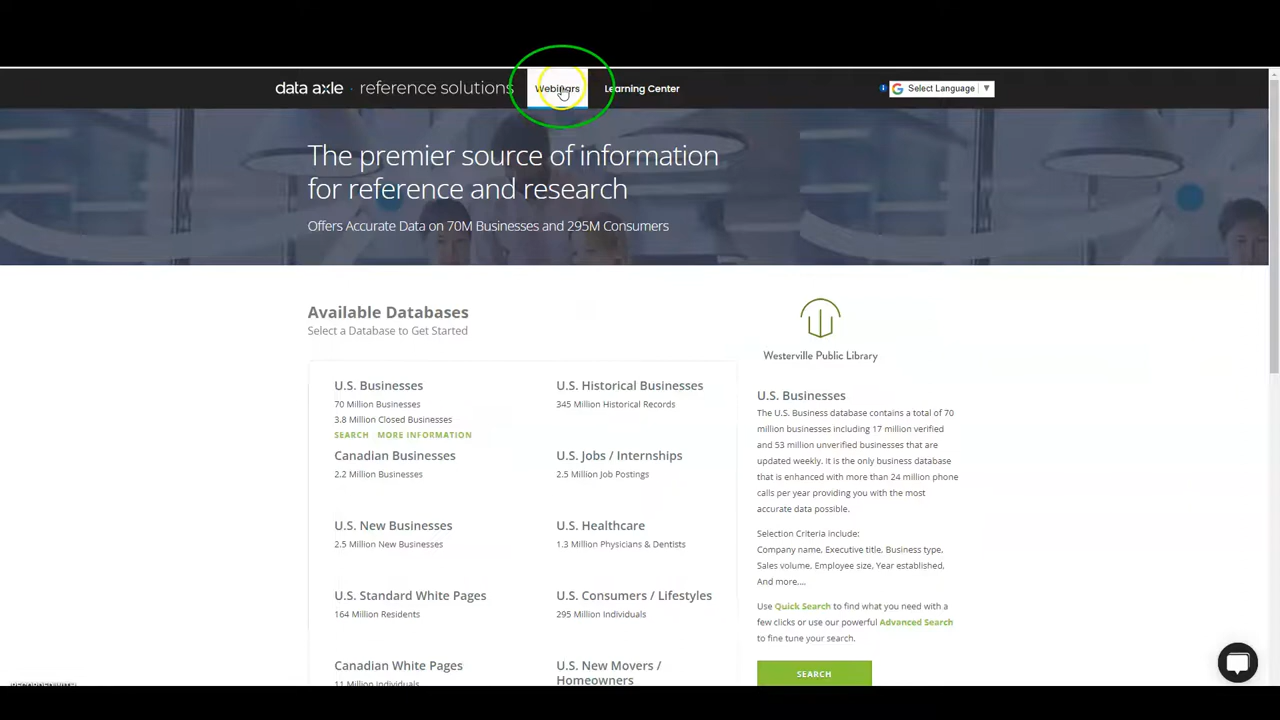 data axle · reference solutions
Webinars
Learning Center
Select Language
The premier source of information
for reference and research
Offers Accurate Data on 70M Businesses and 295M Consumers
Available Databases
Select a Database to Get Started
U.S. Businesses
70 Million Businesses
3.8 Million Closed Businesses
SEARCH MORE INFORMATION
U.S. Historical Businesses
345 Million Historical Records
Canadian Businesses
2.2 Million Businesses
U.S. Jobs / Internships
2.5 Million Job Postings
U.S. New Businesses
2.5 Million New Businesses
U.S. Healthcare
1.3 Million Physicians & Dentists
U.S. Standard White Pages
164 Million Residents
U.S. Consumers / Lifestyles
295 Million Individuals
Canadian White Pages
11 Million Residents
U.S. New Movers /
Homeowners
Westerville Public Library
U.S. Businesses
The U.S. Business database contains a total of 70
million businesses including 17 million verified
and 53 million unverified businesses that are
updated weekly. It is the only business database
that is enhanced with more than 24 million phone
calls per year providing you with the most
accurate data possible.
Selection Criteria include:
Company name, Executive title, Business type,
Sales volume, Employee size, Year established,
And more....
Use Quick Search to find what you need with a
few clicks or use our powerful Advanced Search
to fine tune your search.
SEARCH